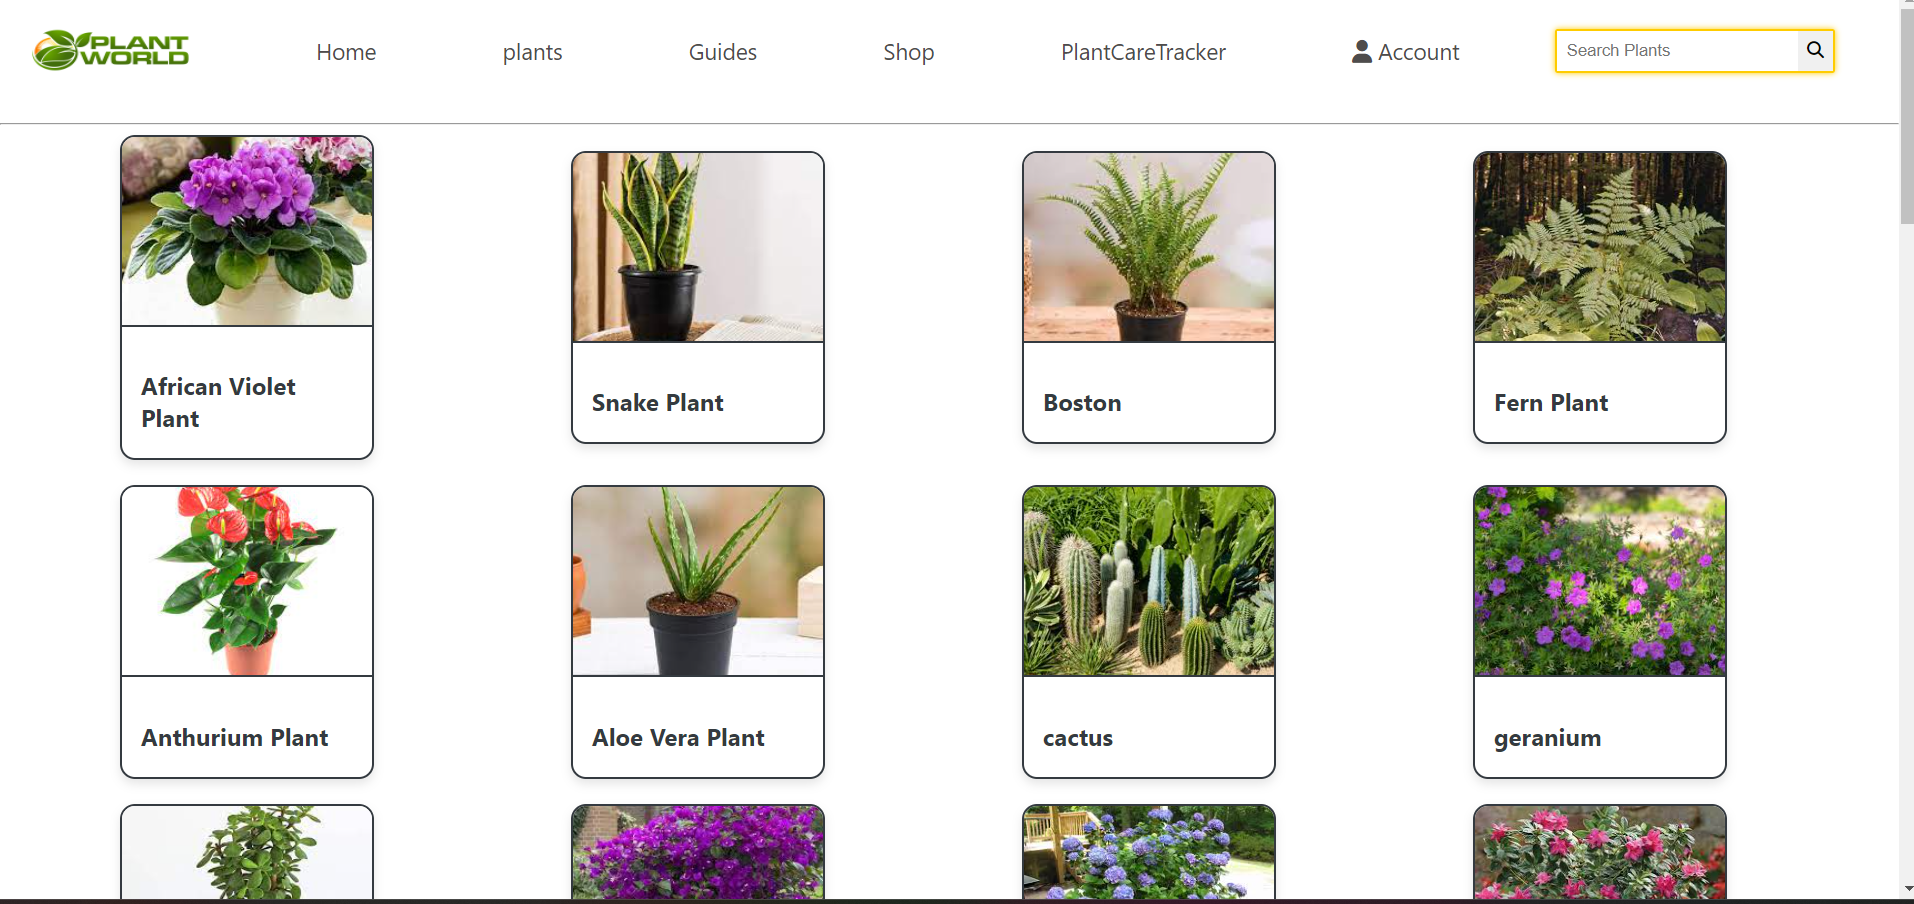 PLANT
WORLD
Home
plants
Guides
Shop
PlantCareTracker
Account
Search Plants
African Violet
Plant
Snake Plant
Boston
Fern Plant
Anthurium Plant
Aloe Vera Plant
cactus
geranium